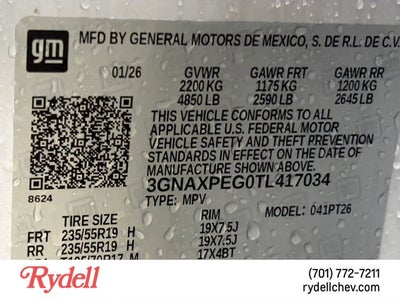 gm
MFD BY GENERAL MOTORS DE MEXICO, S. DE R.L. DE C.V.
01/26 GVWR GAWR FRT GAWR RR
2200 KG 1175 KG 1200 KG
4850 LB 2590 LB 2645 LB
THIS VEHICLE CONFORMS TO ALL
APPLICABLE U.S. FEDERAL MOTOR
VEHICLE SAFETY AND THEFT PREVENTION
STANDARDS IN EFFECT ON THE DATE OF
MANUFACTURE SHOWN ABOVE.
3GNAXPEG0TL417034
8624
TYPE: MPV MODEL: 041PT26
TIRE SIZE RIM
FRT 235/55R19 H 19X7.5J
RR 235/55R19 H 19X7.5J
17X4BT
Rydell
(701) 772-7211
rydellchev.com